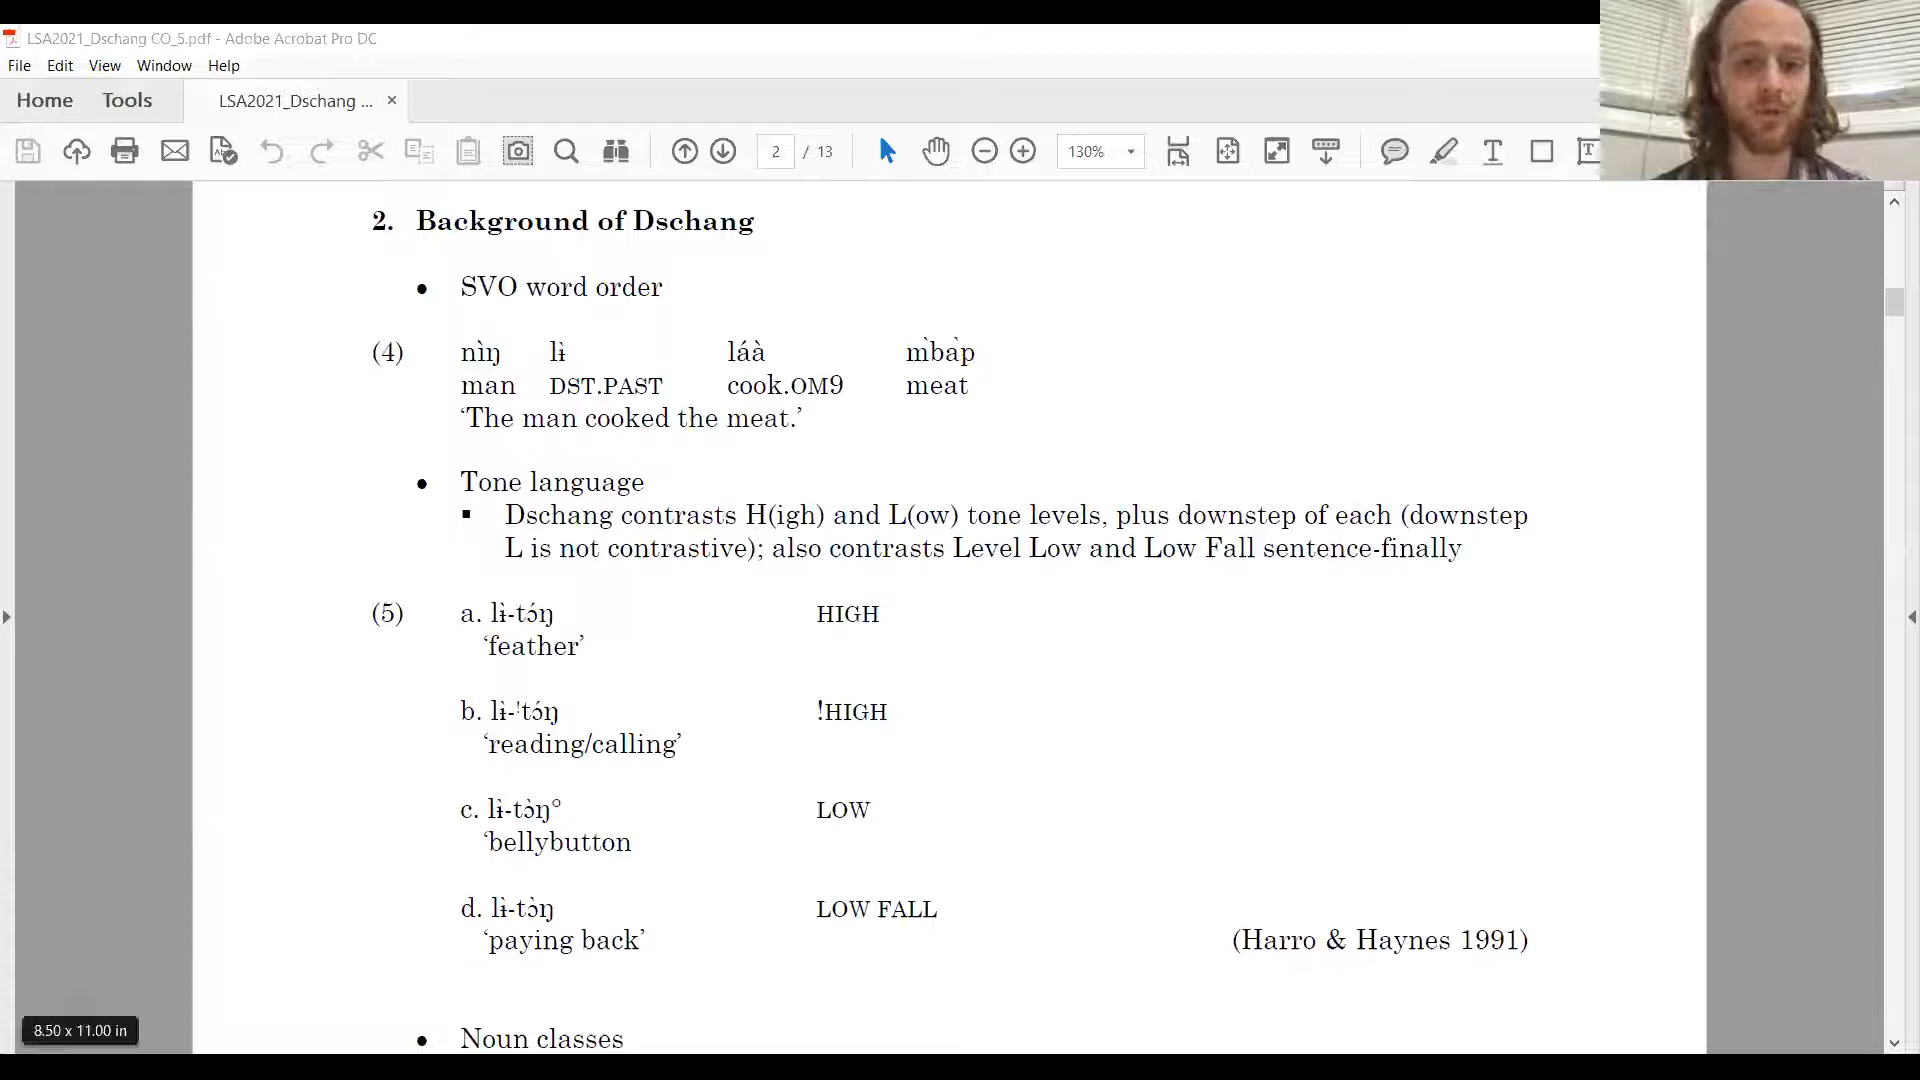 LSA2021_Dschang CO_5.pdf - Adobe Acrobat Pro DC
File Edit View Window Help
Home Tools LSA2021_Dschang ... ×
2 / 13 130%
2. Background of Dschang
• SVO word order
(4) nìŋ lɨ̀ láà m̀bàp
man DST.PAST cook.OM9 meat
‘The man cooked the meat.’
• Tone language
▪ Dschang contrasts H(igh) and L(ow) tone levels, plus downstep of each (downstep
L is not contrastive); also contrasts Level Low and Low Fall sentence-finally
(5) a. lɨ̀-tɔ́ŋ HIGH
‘feather’
b. lɨ̀-ꜝtɔ́ŋ !HIGH
‘reading/calling’
c. lɨ̀-tɔ̀ŋ° LOW
‘bellybutton
d. lɨ̀-tɔ̀ŋ LOW FALL
‘paying back’ (Harro & Haynes 1991)
• Noun classes
8.50 x 11.00 in